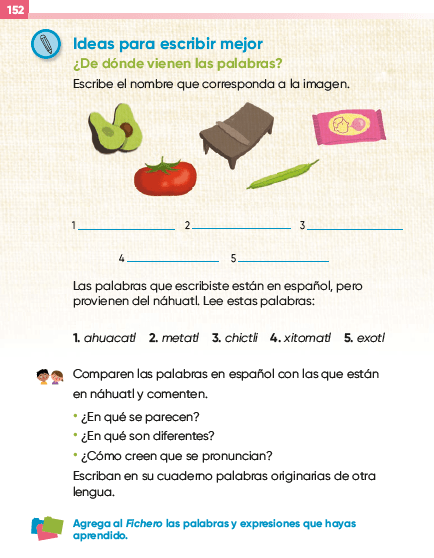 152
Ideas para escribir mejor
¿De dónde vienen las palabras?
Escribe el nombre que corresponda a la imagen.
1 2 3
4 5
Las palabras que escribiste están en español, pero
provienen del náhuatl. Lee estas palabras:
1. ahuacatl 2. metatl 3. chictli 4. xitomatl 5. exotl
Comparen las palabras en español con las que están
en náhuatl y comenten.
• ¿En qué se parecen?
• ¿En qué son diferentes?
• ¿Cómo creen que se pronuncian?
Escriban en su cuaderno palabras originarias de otra
lengua.
Agrega al Fichero las palabras y expresiones que hayas
aprendido.